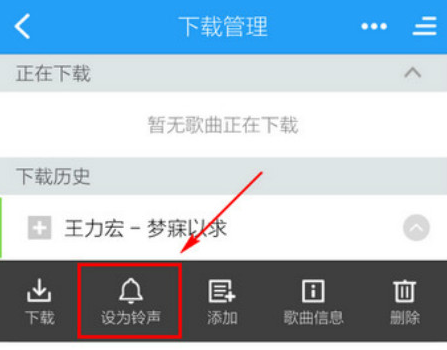 下载管理
正在下载
暂无歌曲正在下载
下载历史
王力宏 - 梦寐以求
下载 设为铃声 添加 歌曲信息 删除